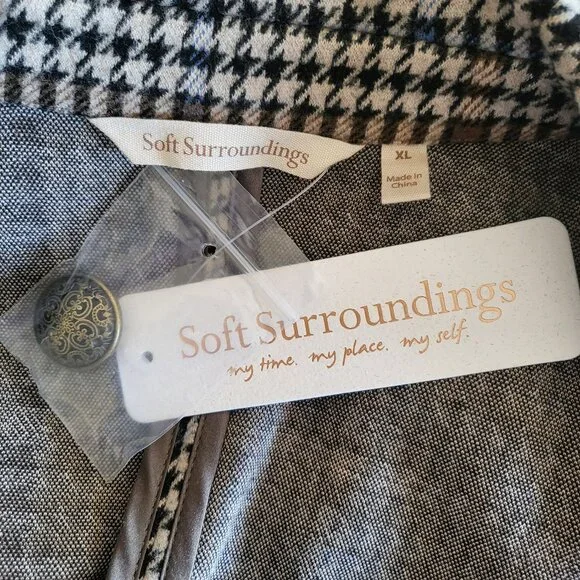 Soft Surroundings
XL
Made in
China
Soft Surroundings
my time. my place. my self.